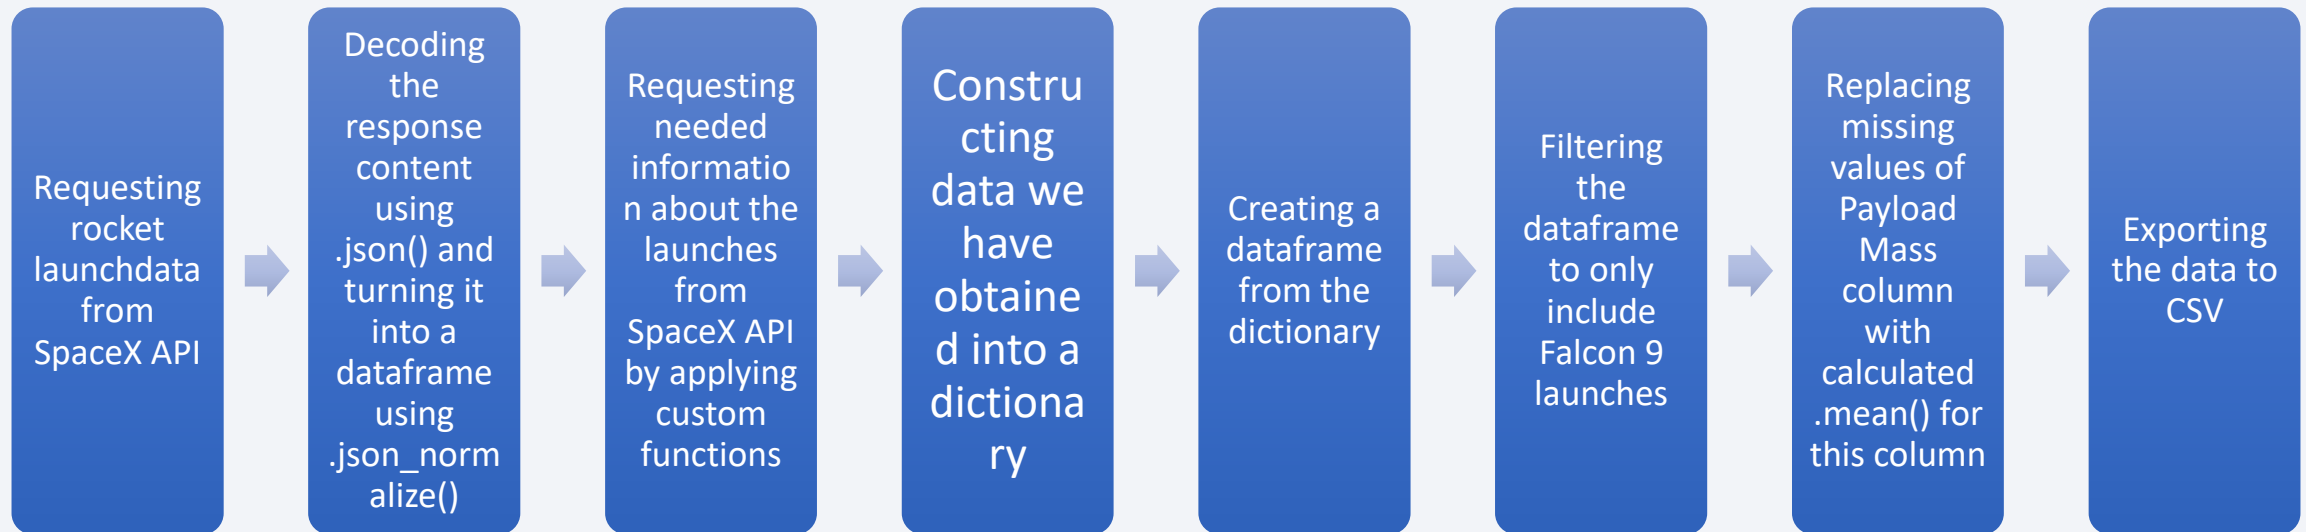 Requesting
rocket
launchdata
from
SpaceX API
Decoding
the
response
content
using
.json() and
turning it
into a
dataframe
using
.json_norm
alize()
Requesting
needed
informatio
n about the
launches
from
SpaceX API
by applying
custom
functions
Constru
cting
data we
have
obtaine
d into a
dictiona
ry
Creating a
dataframe
from the
dictionary
Filtering
the
dataframe
to only
include
Falcon 9
launches
Replacing
missing
values of
Payload
Mass
column
with
calculated
.mean() for
this column
Exporting
the data to
CSV